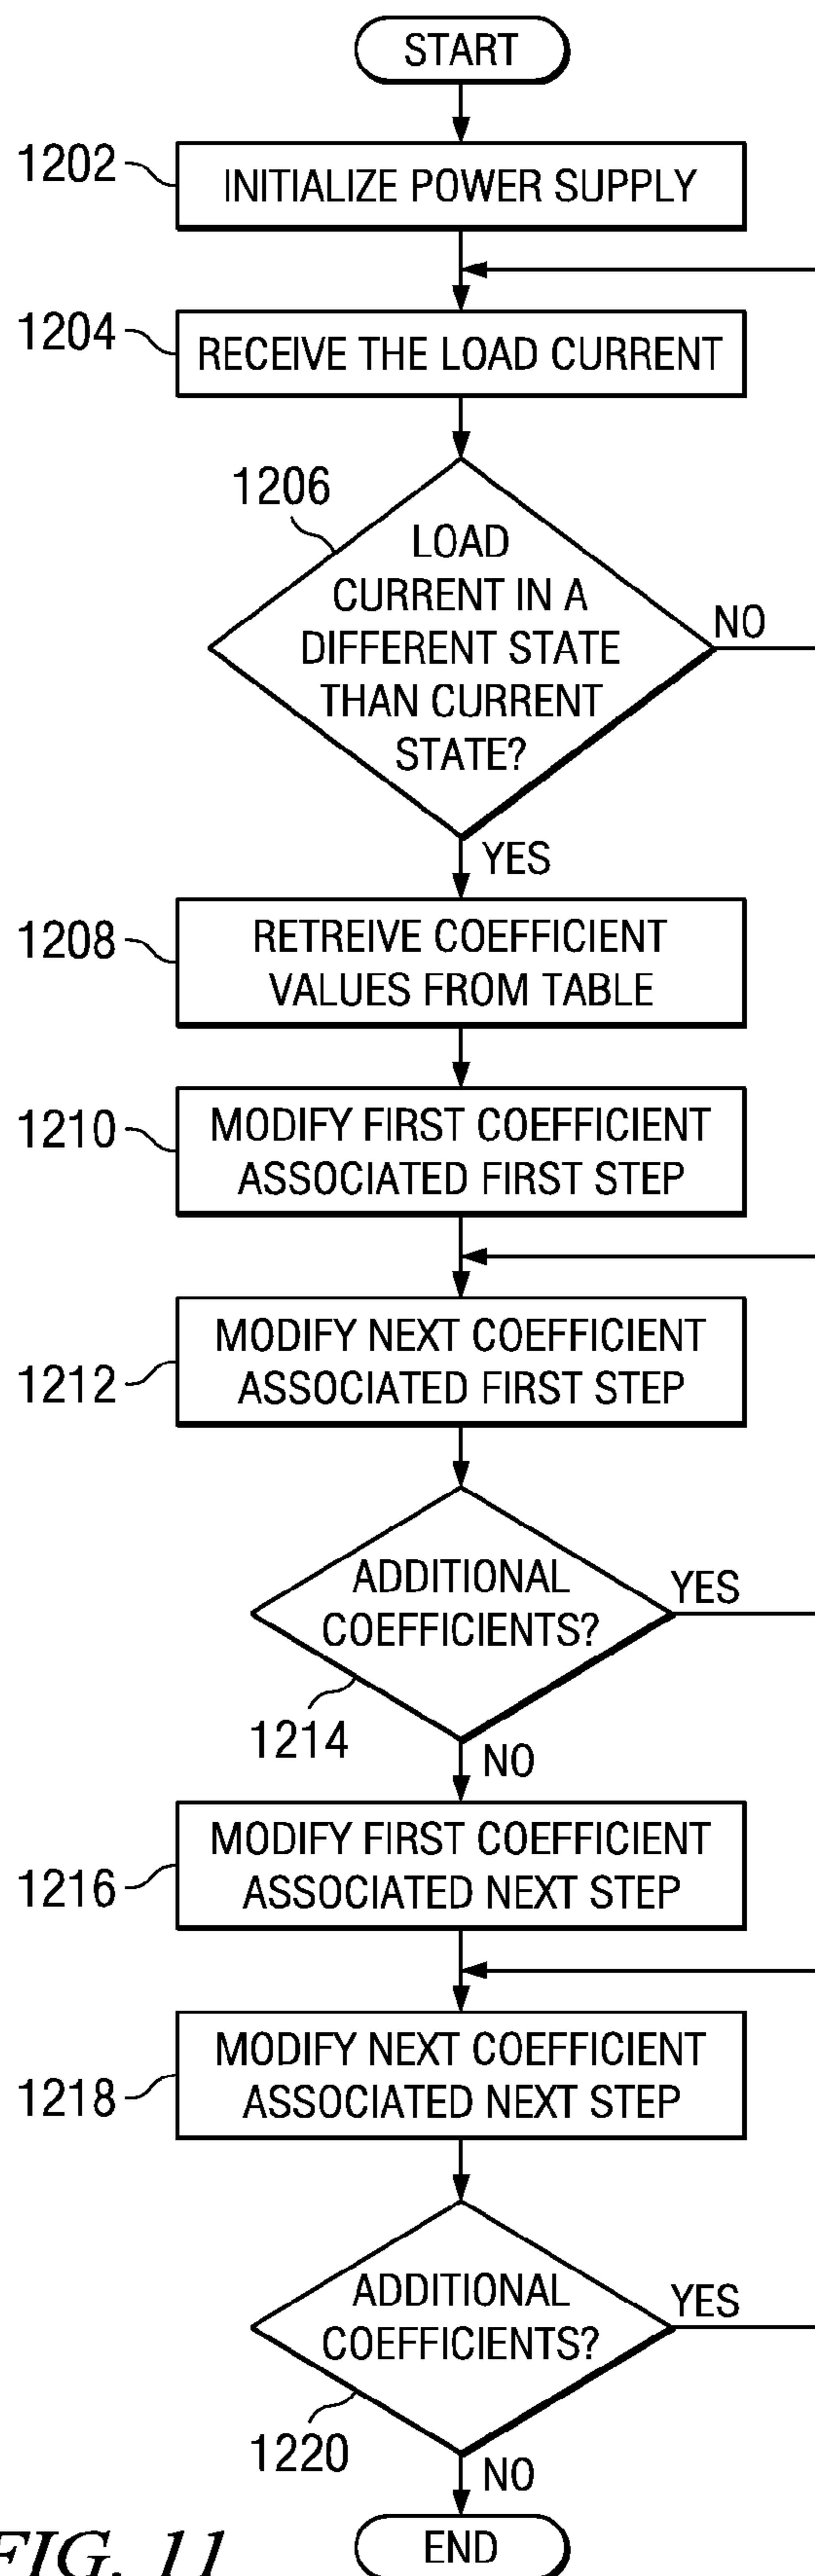 START
1202
INITIALIZE POWER SUPPLY
1204
RECEIVE THE LOAD CURRENT
1206
LOAD
CURRENT IN A
DIFFERENT STATE
THAN CURRENT
STATE?
NO
YES
1208
RETREIVE COEFFICIENT
VALUES FROM TABLE
1210
MODIFY FIRST COEFFICIENT
ASSOCIATED FIRST STEP
1212
MODIFY NEXT COEFFICIENT
ASSOCIATED FIRST STEP
ADDITIONAL
COEFFICIENTS?
YES
1214
NO
1216
MODIFY FIRST COEFFICIENT
ASSOCIATED NEXT STEP
1218
MODIFY NEXT COEFFICIENT
ASSOCIATED NEXT STEP
ADDITIONAL
COEFFICIENTS?
YES
1220
NO
END
FIG. 11